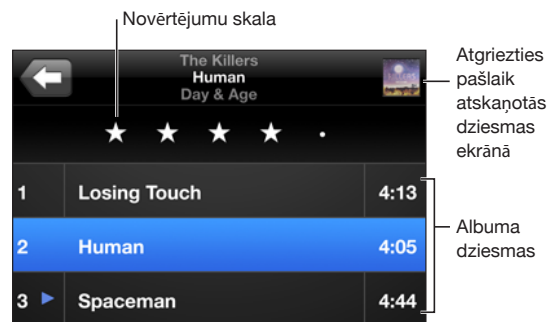 Novērtējumu skala
The Killers
Human
Day & Age
Atgriezties
pašlaik
atskaņotās
dziesmas
ekrānā
1 Losing Touch 4:13
2 Human 4:05
3 Spaceman 4:44
Albuma
dziesmas